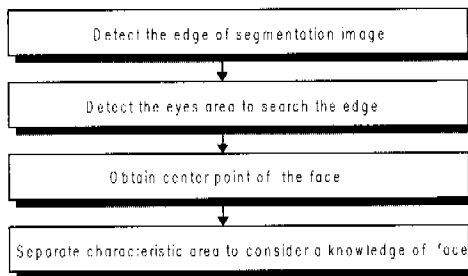 Detect the edge of segmentation image
Detect the eyes area to search the edge
Obtain center point of the face
Separate characteristic area to consider a knowledge of face